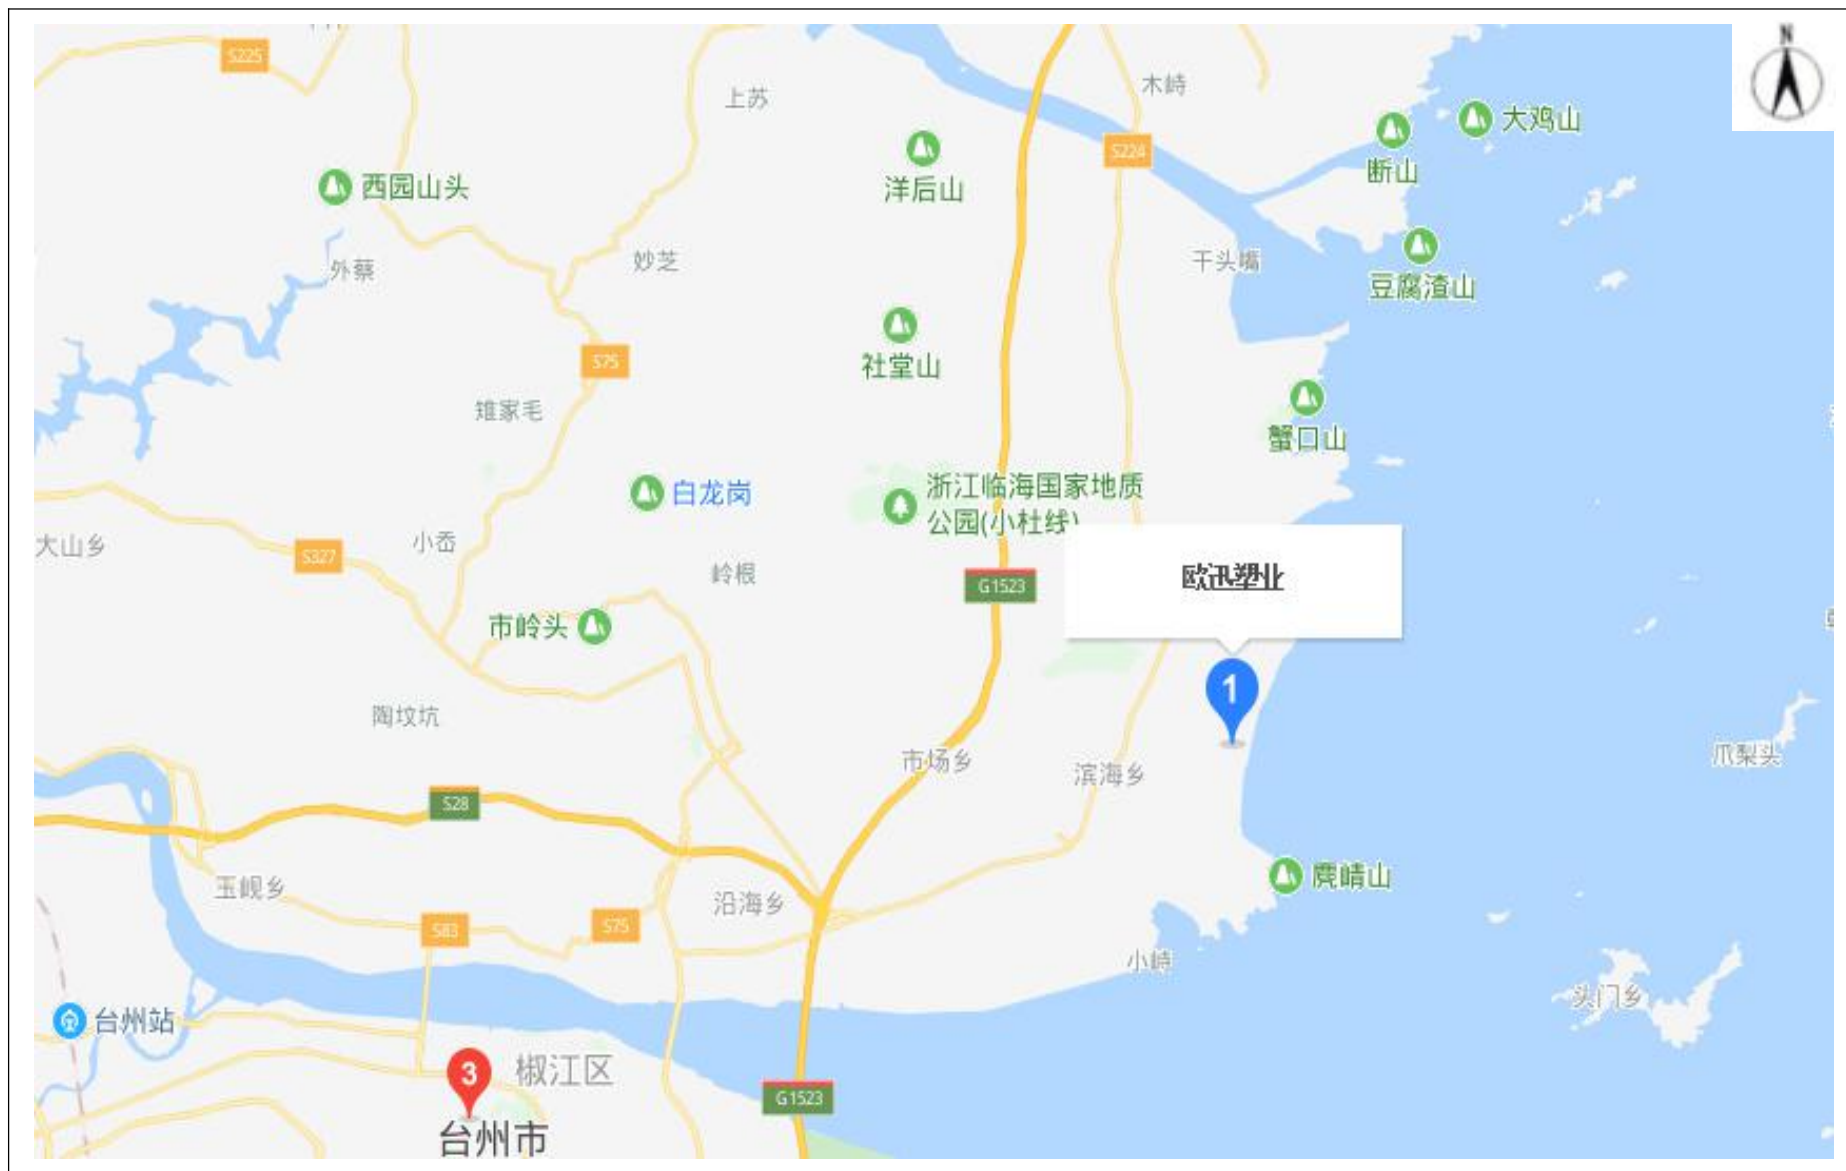 N
S225
上苏
木峙
大鸡山
断山
S224
洋后山
西园山头
外蔡
妙芝
干头嘴
豆腐渣山
社堂山
S75
雉家毛
蟹口山
白龙岗
浙江临海国家地质
公园(小杜线)
大山乡
S327
小岙
岭根
G1523
欧迅塑业
市岭头
1
陶坟坑
市场乡
滨海乡
爪梨头
S28
玉岘乡
沿海乡
麂晴山
S83
S75
小峙
头门乡
台州站
3
椒江区
G1523
台州市